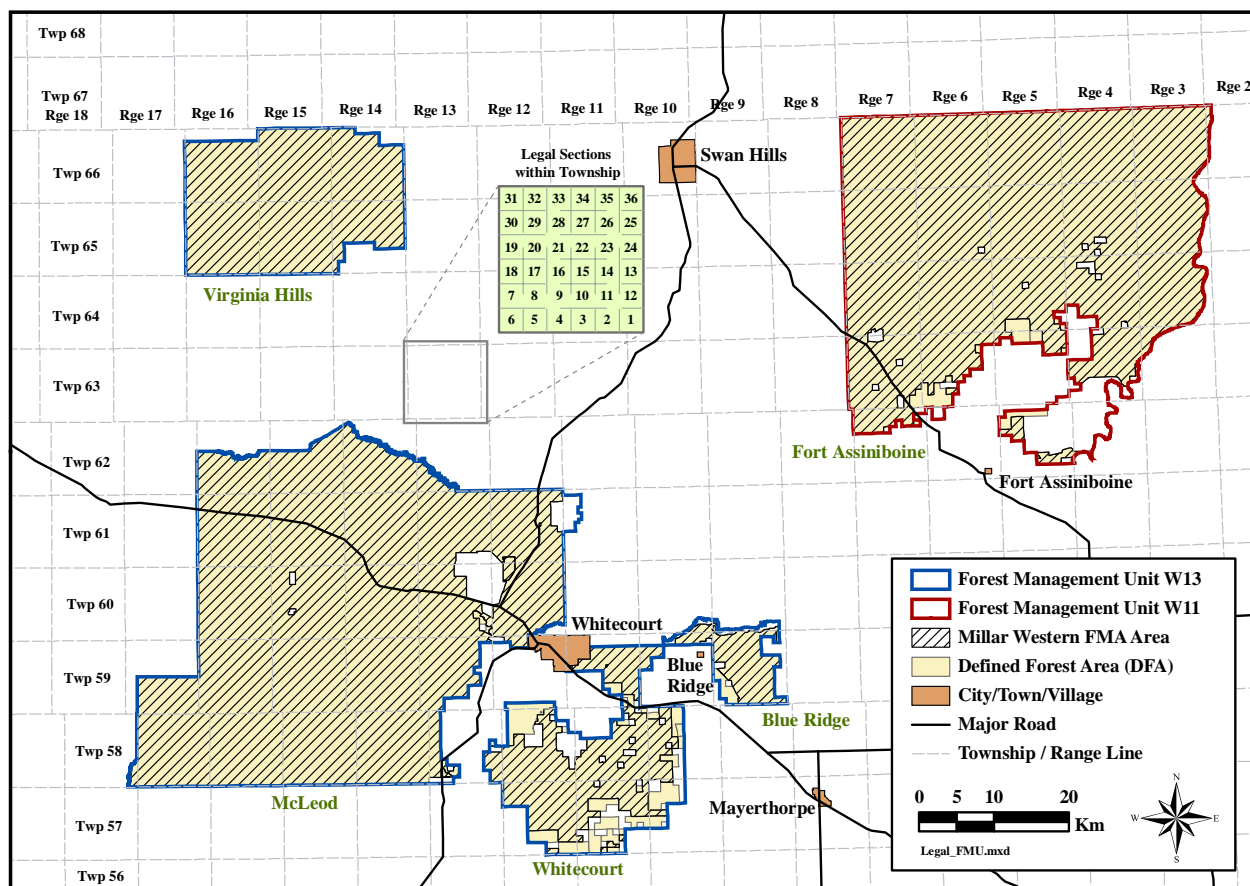 Twp 68
Twp 67
Rge 18
Rge 17
Rge 16
Rge 15
Rge 14
Rge 13
Rge 12
Rge 11
Rge 10
Rge 9
Rge 8
Rge 7
Rge 6
Rge 5
Rge 4
Rge 3
Rge 2
Twp 66
Twp 65
Twp 64
Twp 63
Twp 62
Twp 61
Twp 60
Twp 59
Twp 58
Twp 57
Twp 56
Legal Sections
within Township
31 32 33 34 35 36
30 29 28 27 26 25
19 20 21 22 23 24
18 17 16 15 14 13
7 8 9 10 11 12
6 5 4 3 2 1
Swan Hills
Virginia Hills
Fort Assiniboine
Fort Assiniboine
Whitecourt
Blue
Ridge
Blue Ridge
McLeod
Mayerthorpe
Whitecourt
Forest Management Unit W13
Forest Management Unit W11
Millar Western FMA Area
Defined Forest Area (DFA)
City/Town/Village
Major Road
Township / Range Line
0 5 10 20
Km
Legal_FMU.mxd
N
W E
S